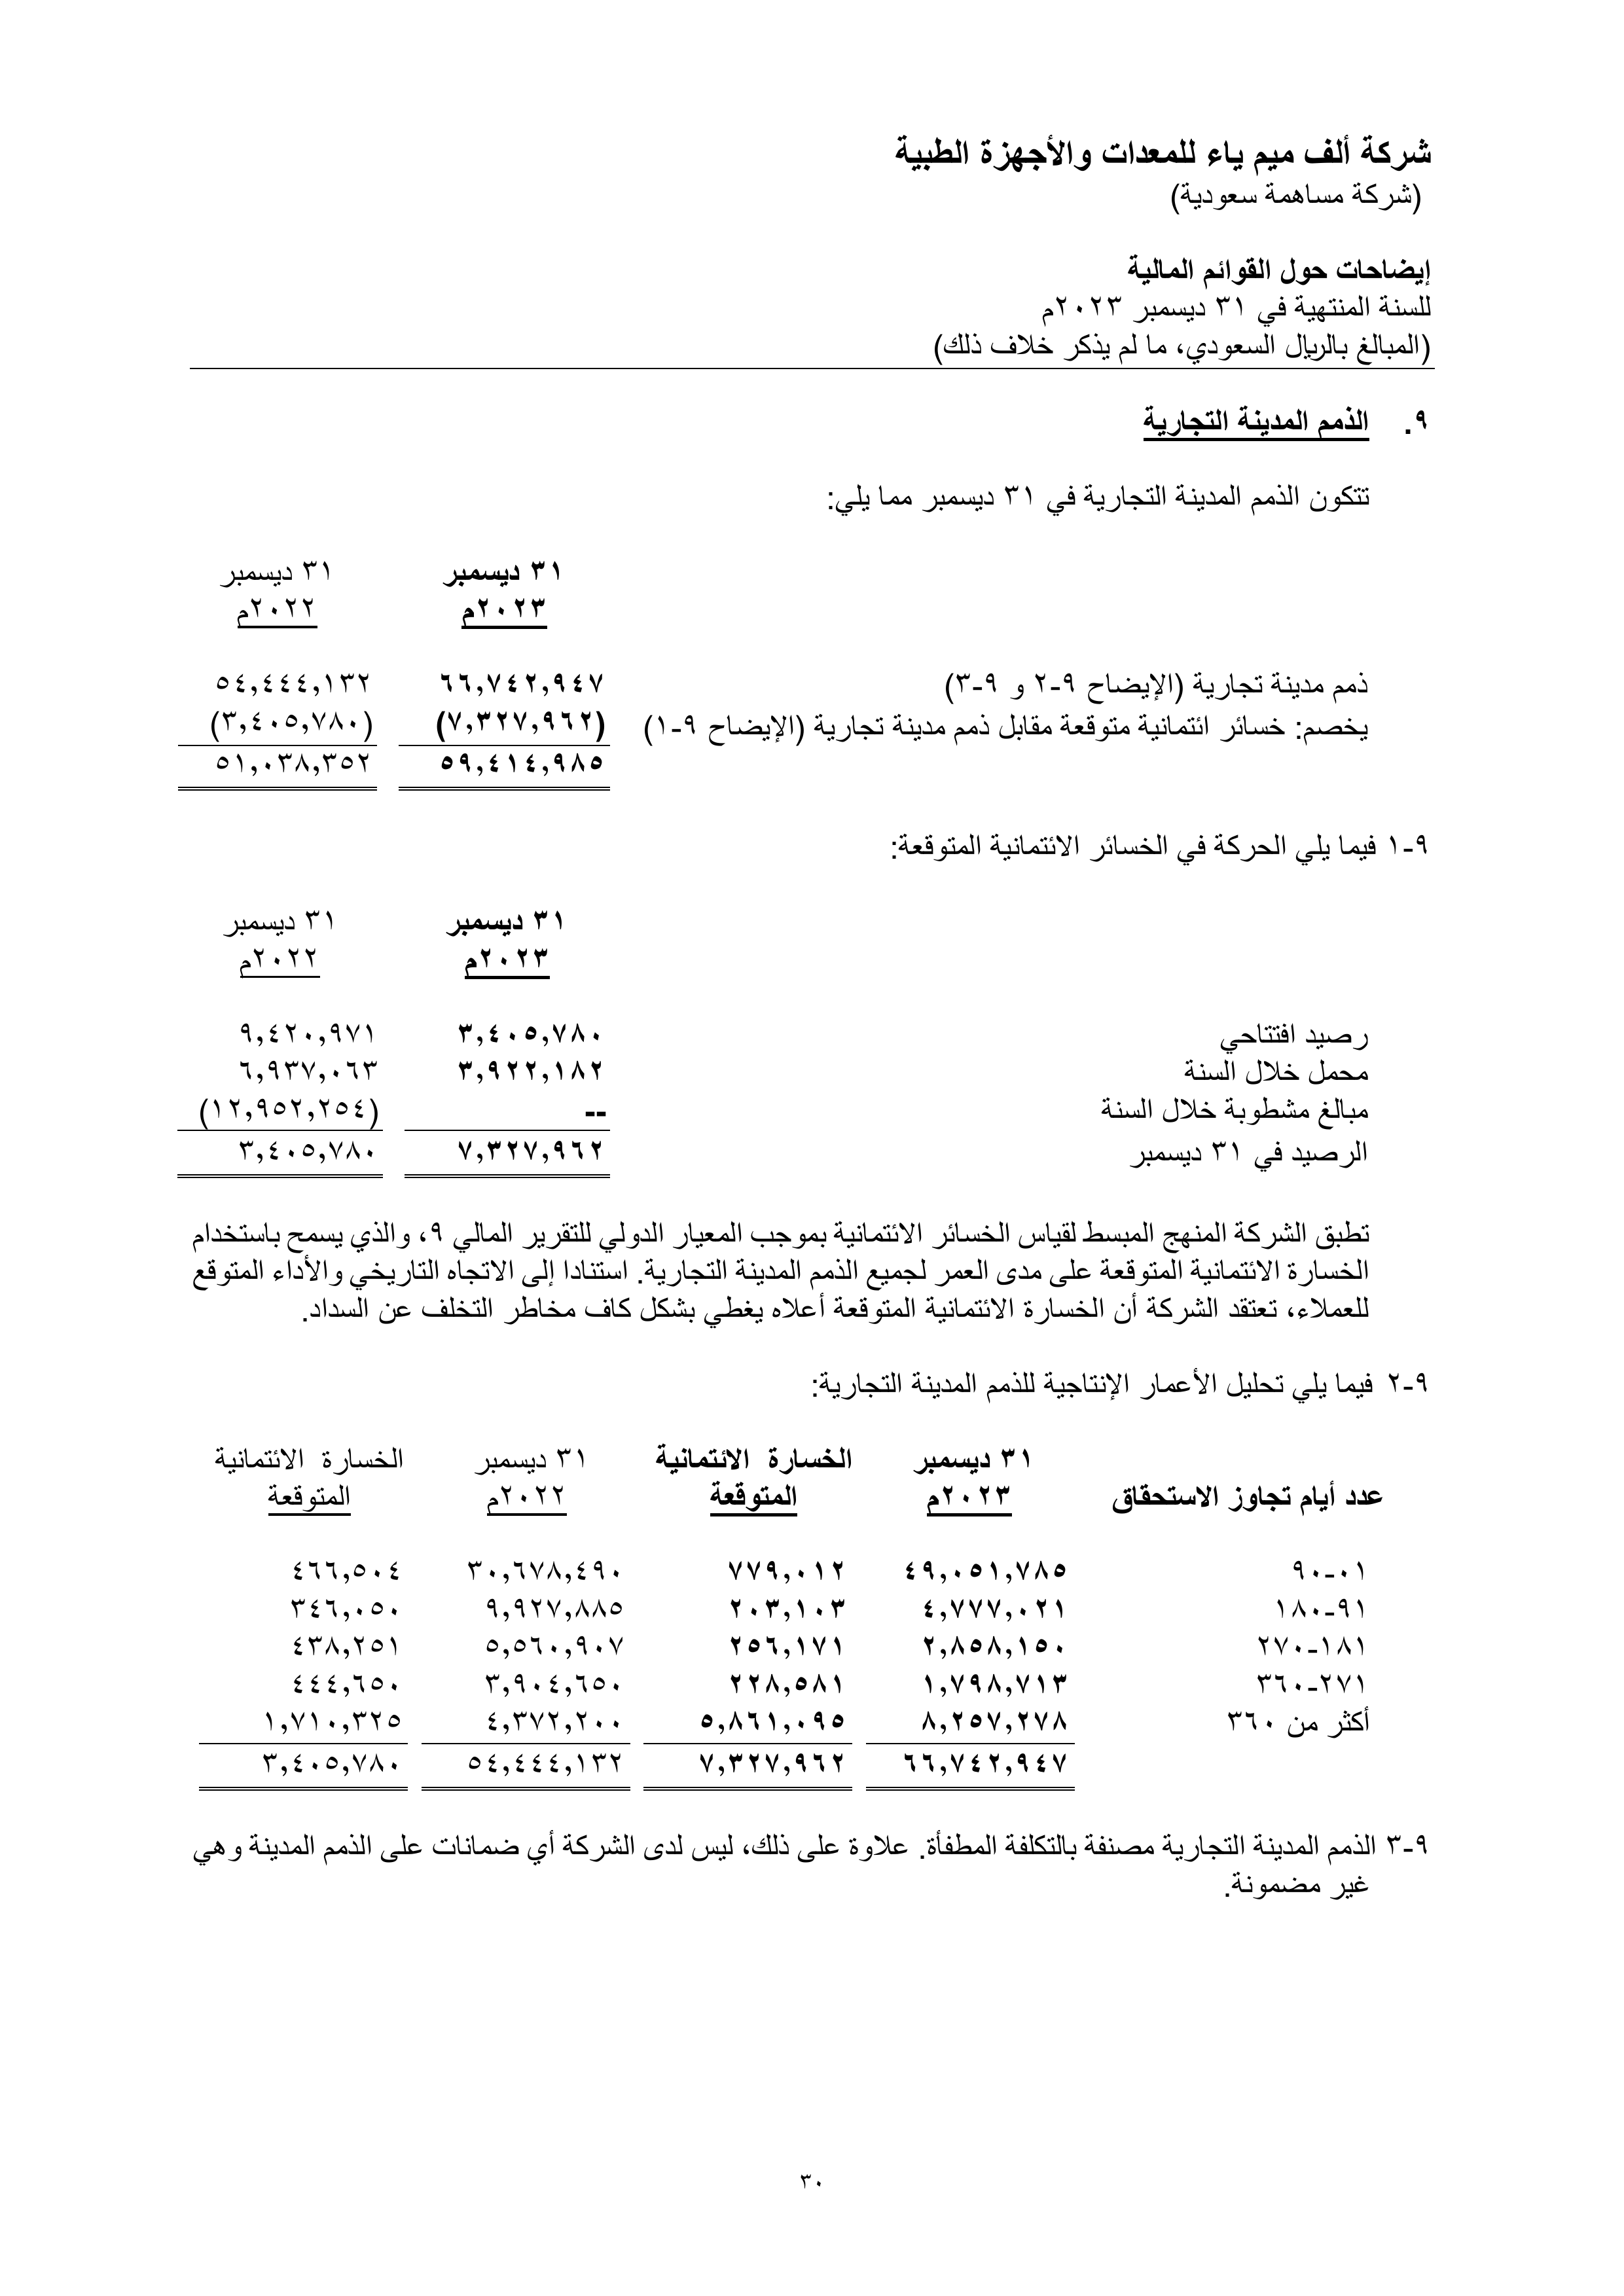 شركة ألف ميم ياء للمعدات والأجهزة الطبية
(شركة مساهمة سعودية)
إيضاحات حول القوائم المالية
للسنة المنتهية في ٣١ ديسمبر ٢٠٢٣م
(المبالغ بالريال السعودي، ما لم يذكر خلاف ذلك)
٩. الذمم المدينة التجارية
تتكون الذمم المدينة التجارية في ٣١ ديسمبر مما يلي:
٣١ ديسمبر ٣١ ديسمبر
٢٠٢٣م ٢٠٢٢م
ذمم مدينة تجارية (الإيضاح ٩-٢ و ٩-٣) ٦٦,٧٤٢,٩٤٧ ٥٤,٤٤٤,١٣٢
يخصم: خسائر ائتمانية متوقعة مقابل ذمم مدينة تجارية (الإيضاح ٩-١) (٧,٣٢٧,٩٦٢) (٣,٤٠٥,٧٨٠)
٥٩,٤١٤,٩٨٥ ٥١,٠٣٨,٣٥٢
٩-١ فيما يلي الحركة في الخسائر الائتمانية المتوقعة:
٣١ ديسمبر ٣١ ديسمبر
٢٠٢٣م ٢٠٢٢م
رصيد افتتاحي ٣,٤٠٥,٧٨٠ ٩,٤٢٠,٩٧١
محمل خلال السنة ٣,٩٢٢,١٨٢ ٦,٩٣٧,٠٦٣
مبالغ مشطوبة خلال السنة -- (١٢,٩٥٢,٢٥٤)
الرصيد في ٣١ ديسمبر ٧,٣٢٧,٩٦٢ ٣,٤٠٥,٧٨٠
تطبق الشركة المنهج المبسط لقياس الخسائر الائتمانية بموجب المعيار الدولي للتقرير المالي ٩، والذي يسمح باستخدام
الخسارة الائتمانية المتوقعة على مدى العمر لجميع الذمم المدينة التجارية. استنادا إلى الاتجاه التاريخي والأداء المتوقع
للعملاء، تعتقد الشركة أن الخسارة الائتمانية المتوقعة أعلاه يغطي بشكل كاف مخاطر التخلف عن السداد.
٩-٢ فيما يلي تحليل الأعمار الإنتاجية للذمم المدينة التجارية:
٣١ ديسمبر الخسارة الائتمانية ٣١ ديسمبر الخسارة الائتمانية
عدد أيام تجاوز الاستحقاق ٢٠٢٣م المتوقعة ٢٠٢٢م المتوقعة
٠١-٩٠ ٤٩,٠٥١,٧٨٥ ٧٧٩,٠١٢ ٣٠,٦٧٨,٤٩٠ ٤٦٦,٥٠٤
٩١-١٨٠ ٤,٧٧٧,٠٢١ ٢٠٣,١٠٣ ٩,٩٢٧,٨٨٥ ٣٤٦,٠٥٠
١٨١-٢٧٠ ٢,٨٥٨,١٥٠ ٢٥٦,١٧١ ٥,٥٦٠,٩٠٧ ٤٣٨,٢٥١
٢٧١-٣٦٠ ١,٧٩٨,٧١٣ ٢٢٨,٥٨١ ٣,٩٠٤,٦٥٠ ٤٤٤,٦٥٠
أكثر من ٣٦٠ ٨,٢٥٧,٢٧٨ ٥,٨٦١,٠٩٥ ٤,٣٧٢,٢٠٠ ١,٧١٠,٣٢٥
٦٦,٧٤٢,٩٤٧ ٧,٣٢٧,٩٦٢ ٥٤,٤٤٤,١٣٢ ٣,٤٠٥,٧٨٠
٩-٣ الذمم المدينة التجارية مصنفة بالتكلفة المطفأة. علاوة على ذلك، ليس لدى الشركة أي ضمانات على الذمم المدينة وهي
غير مضمونة.
٣٠